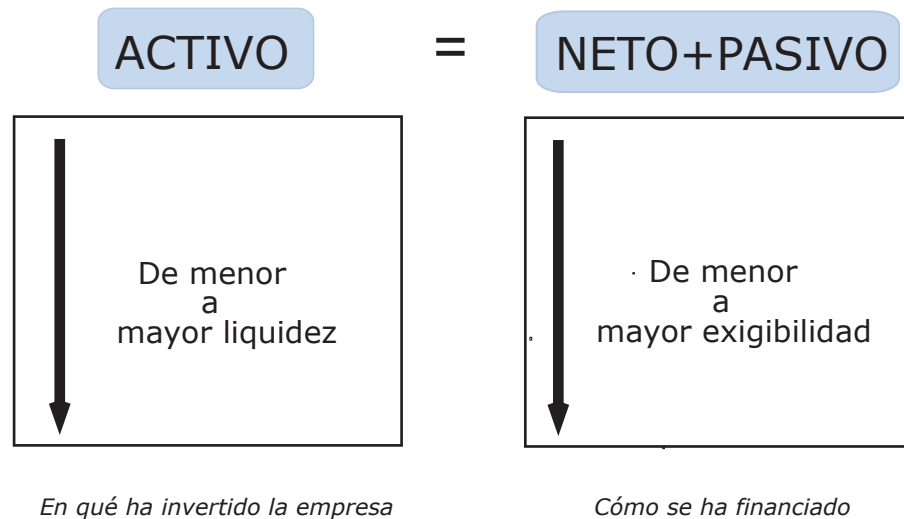 ACTIVO = NETO+PASIVO
De menor
a
mayor liquidez
De menor
a
mayor exigibilidad
En qué ha invertido la empresa
Cómo se ha financiado